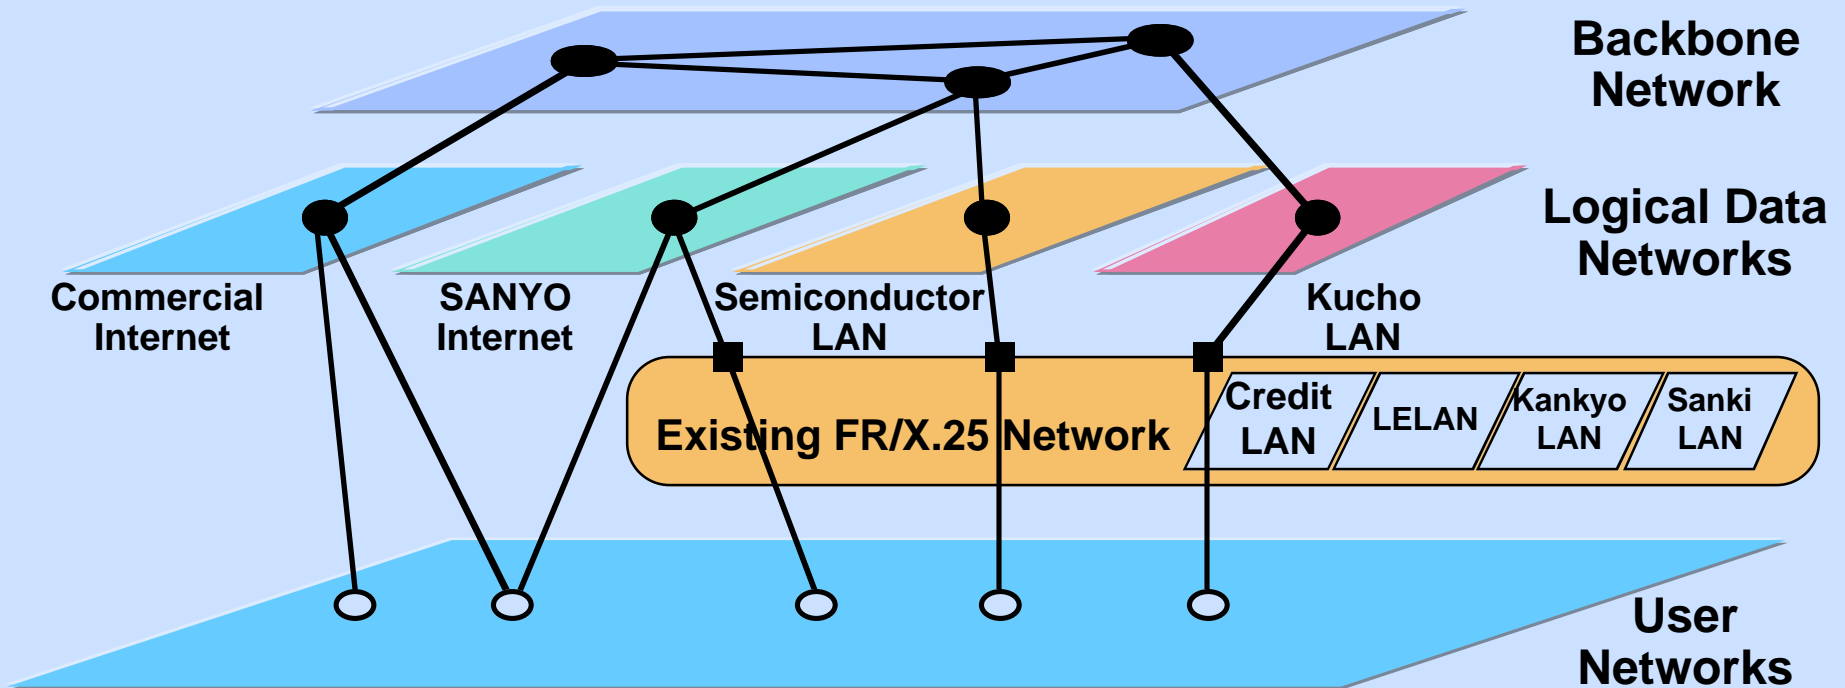 Backbone
Network
Logical Data
Networks
Commercial
Internet
SANYO
Internet
Semiconductor
LAN
Kucho
LAN
Existing FR/X.25 Network
Credit
LAN
LELAN
Kankyo
LAN
Sanki
LAN
User
Networks